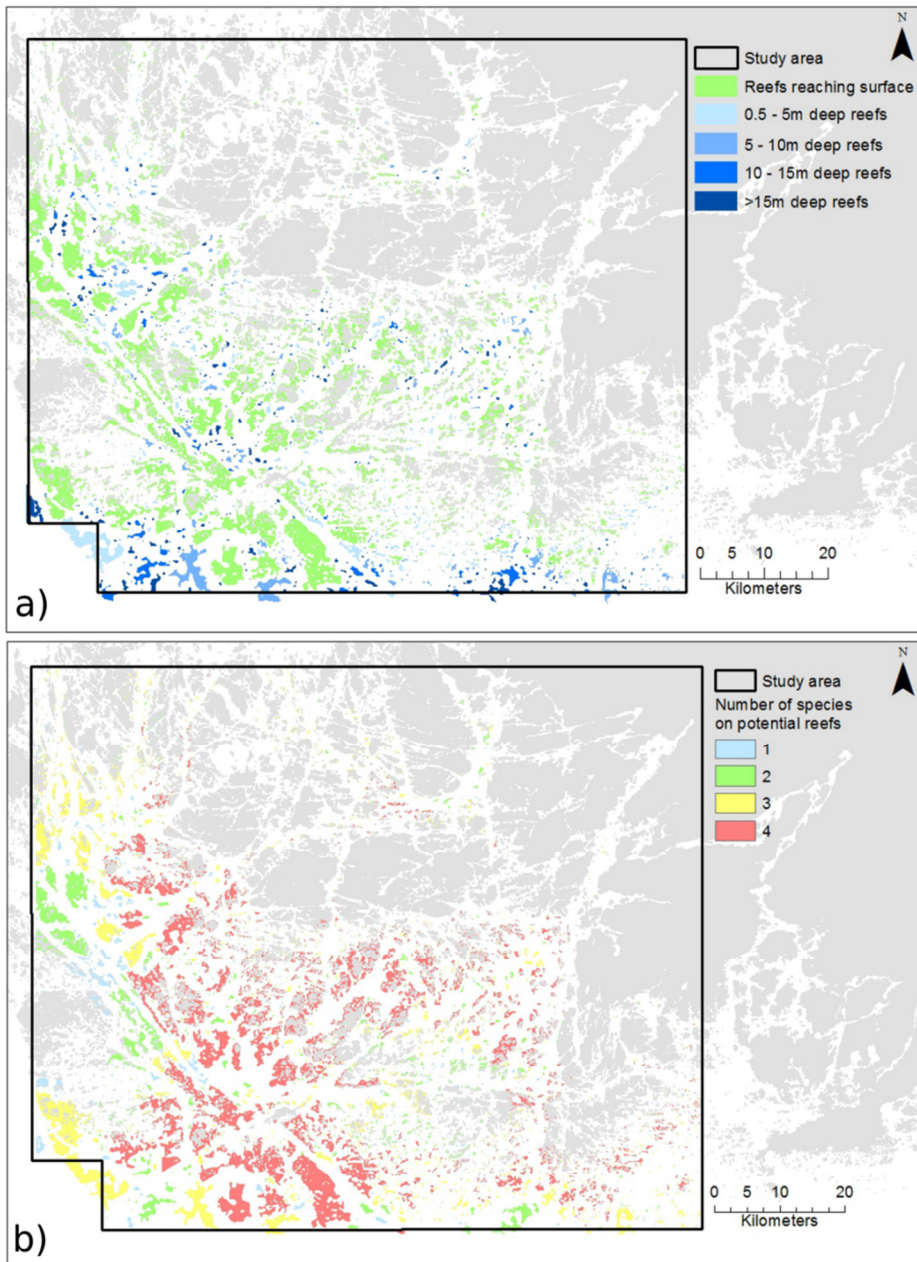 N
Study area
Reefs reaching surface
0.5 - 5m deep reefs
5 - 10m deep reefs
10 - 15m deep reefs
>15m deep reefs
0 5 10 20
Kilometers
a)
N
Study area
Number of species
on potential reefs
1
2
3
4
0 5 10 20
Kilometers
b)